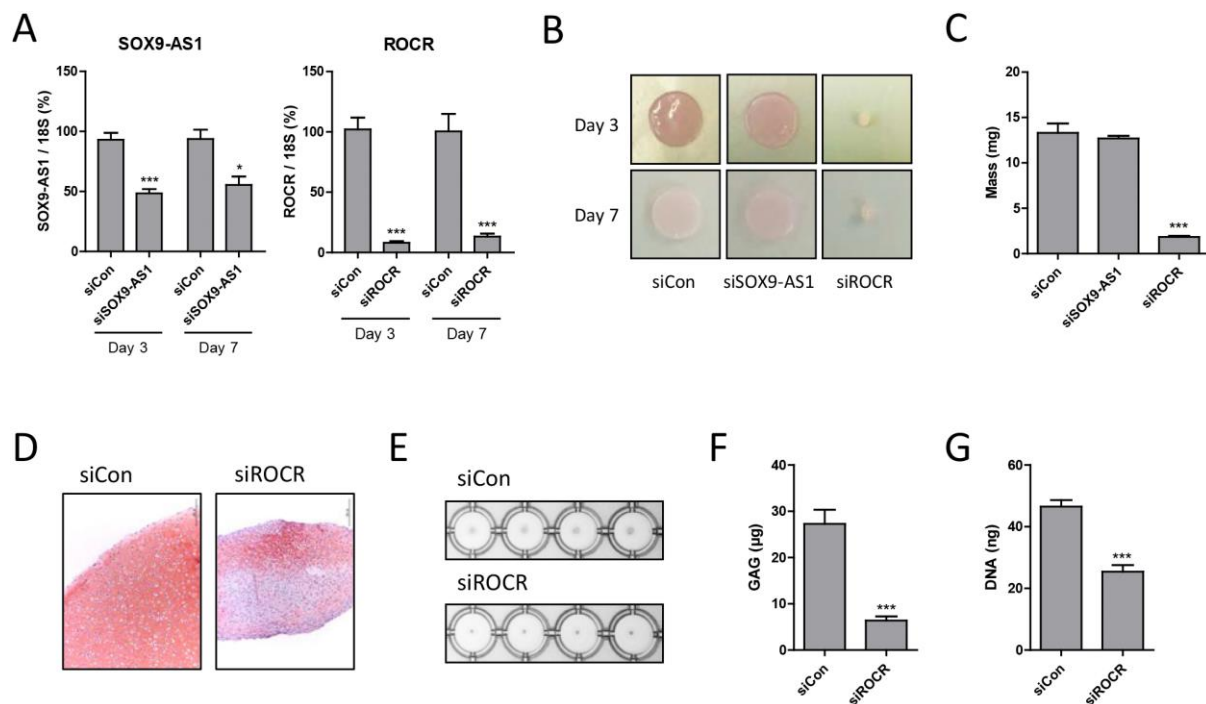 A
SOX9-AS1
SOX9-AS1 / 18S (%)
150
100
50
0
***
*
siCon
siSOX9-AS1
siCon
siSOX9-AS1
Day 3
Day 7
ROCR
ROCR / 18S (%)
150
100
50
0
***
***
siCon
siROCR
siCon
siROCR
Day 3
Day 7
B
Day 3
Day 7
siCon
siSOX9-AS1
siROCR
C
Mass (mg)
20
15
10
5
0
***
siCon
siSOX9-AS1
siROCR
D
siCon
siROCR
E
siCon
siROCR
F
GAG (µg)
40
30
20
10
0
***
siCon
siROCR
G
DNA (ng)
60
40
20
0
***
siCon
siROCR